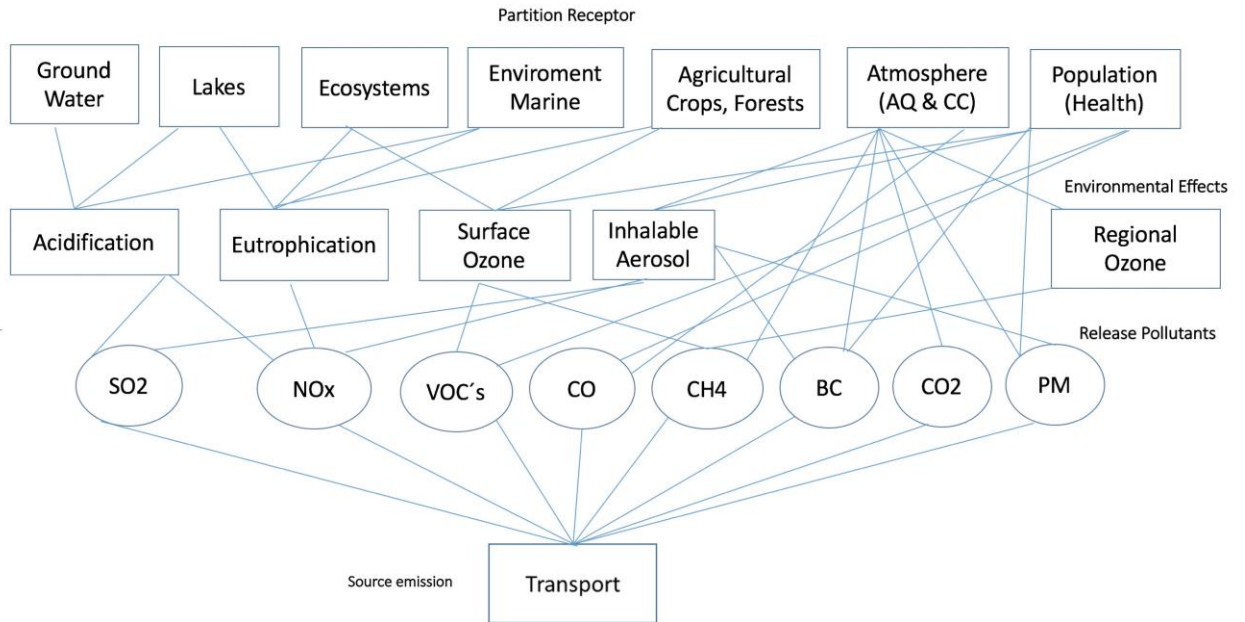 Partition Receptor
Ground
Water
Lakes
Ecosystems
Enviroment
Marine
Agricultural
Crops, Forests
Atmosphere
(AQ & CC)
Population
(Health)
Environmental Effects
Acidification
Eutrophication
Surface
Ozone
Inhalable
Aerosol
Regional
Ozone
Release Pollutants
SO2
NOx
VOC´s
CO
CH4
BC
CO2
PM
Source emission
Transport